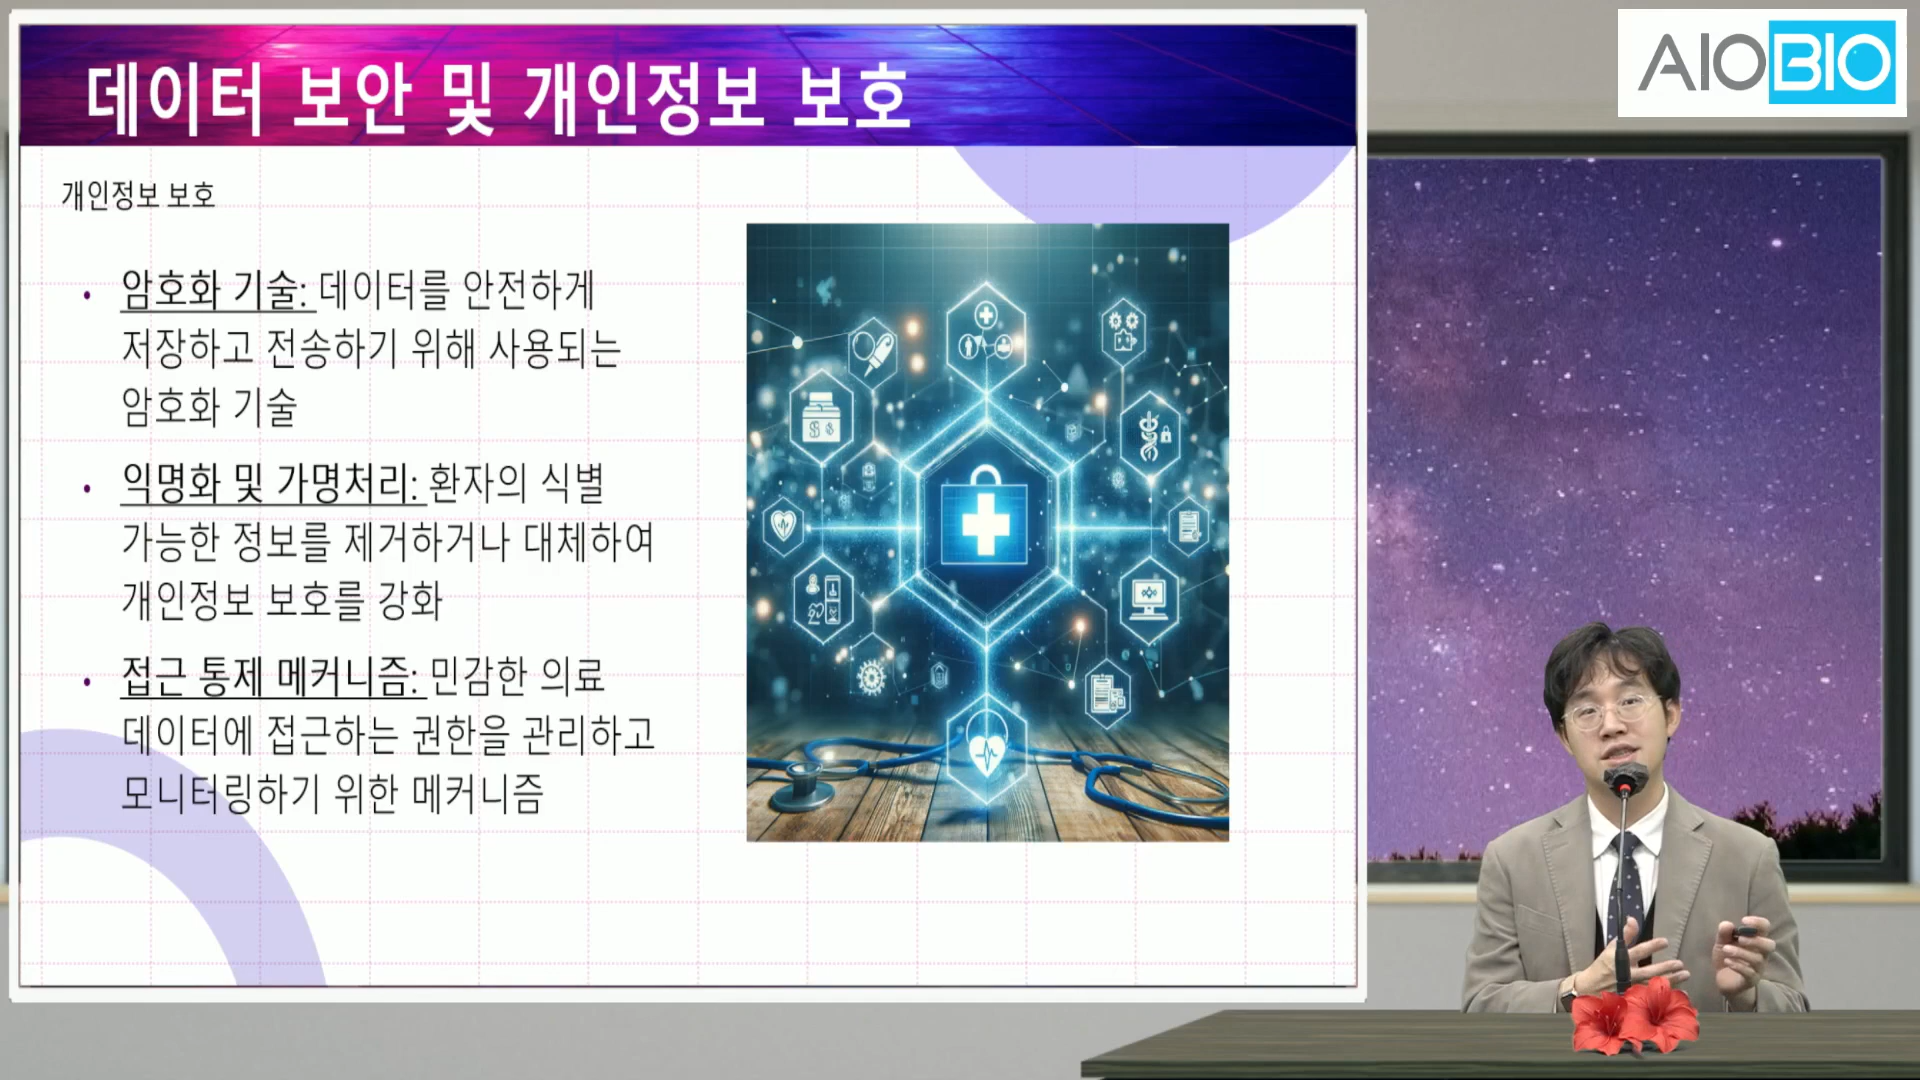 데이터 보안 및 개인정보 보호
AIOBIO
개인정보 보호
• 암호화 기술: 데이터를 안전하게
저장하고 전송하기 위해 사용되는
암호화 기술
• 익명화 및 가명처리: 환자의 식별
가능한 정보를 제거하거나 대체하여
개인정보 보호를 강화
• 접근 통제 메커니즘: 민감한 의료
데이터에 접근하는 권한을 관리하고
모니터링하기 위한 메커니즘